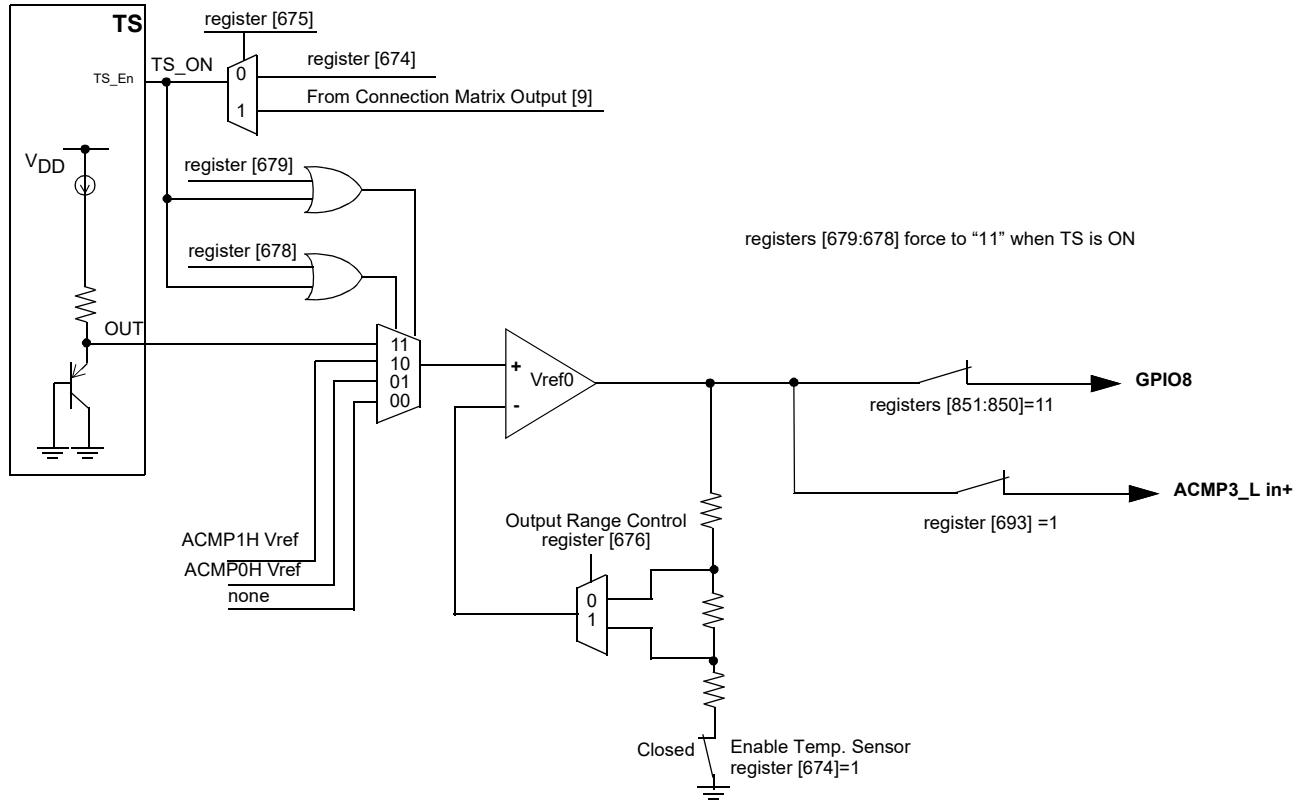 TS
register [675]
TS_ON
register [674]
TS_En
0
1
From Connection Matrix Output [9]
VDD
register [679]
register [678]
registers [679:678] force to “11” when TS is ON
OUT
11
10
01
00
+
Vref0
-
GPIO8
registers [851:850]=11
ACMP3_L in+
register [693] =1
Output Range Control
register [676]
ACMP1H Vref
ACMP0H Vref
none
0
1
Closed
Enable Temp. Sensor
register [674]=1